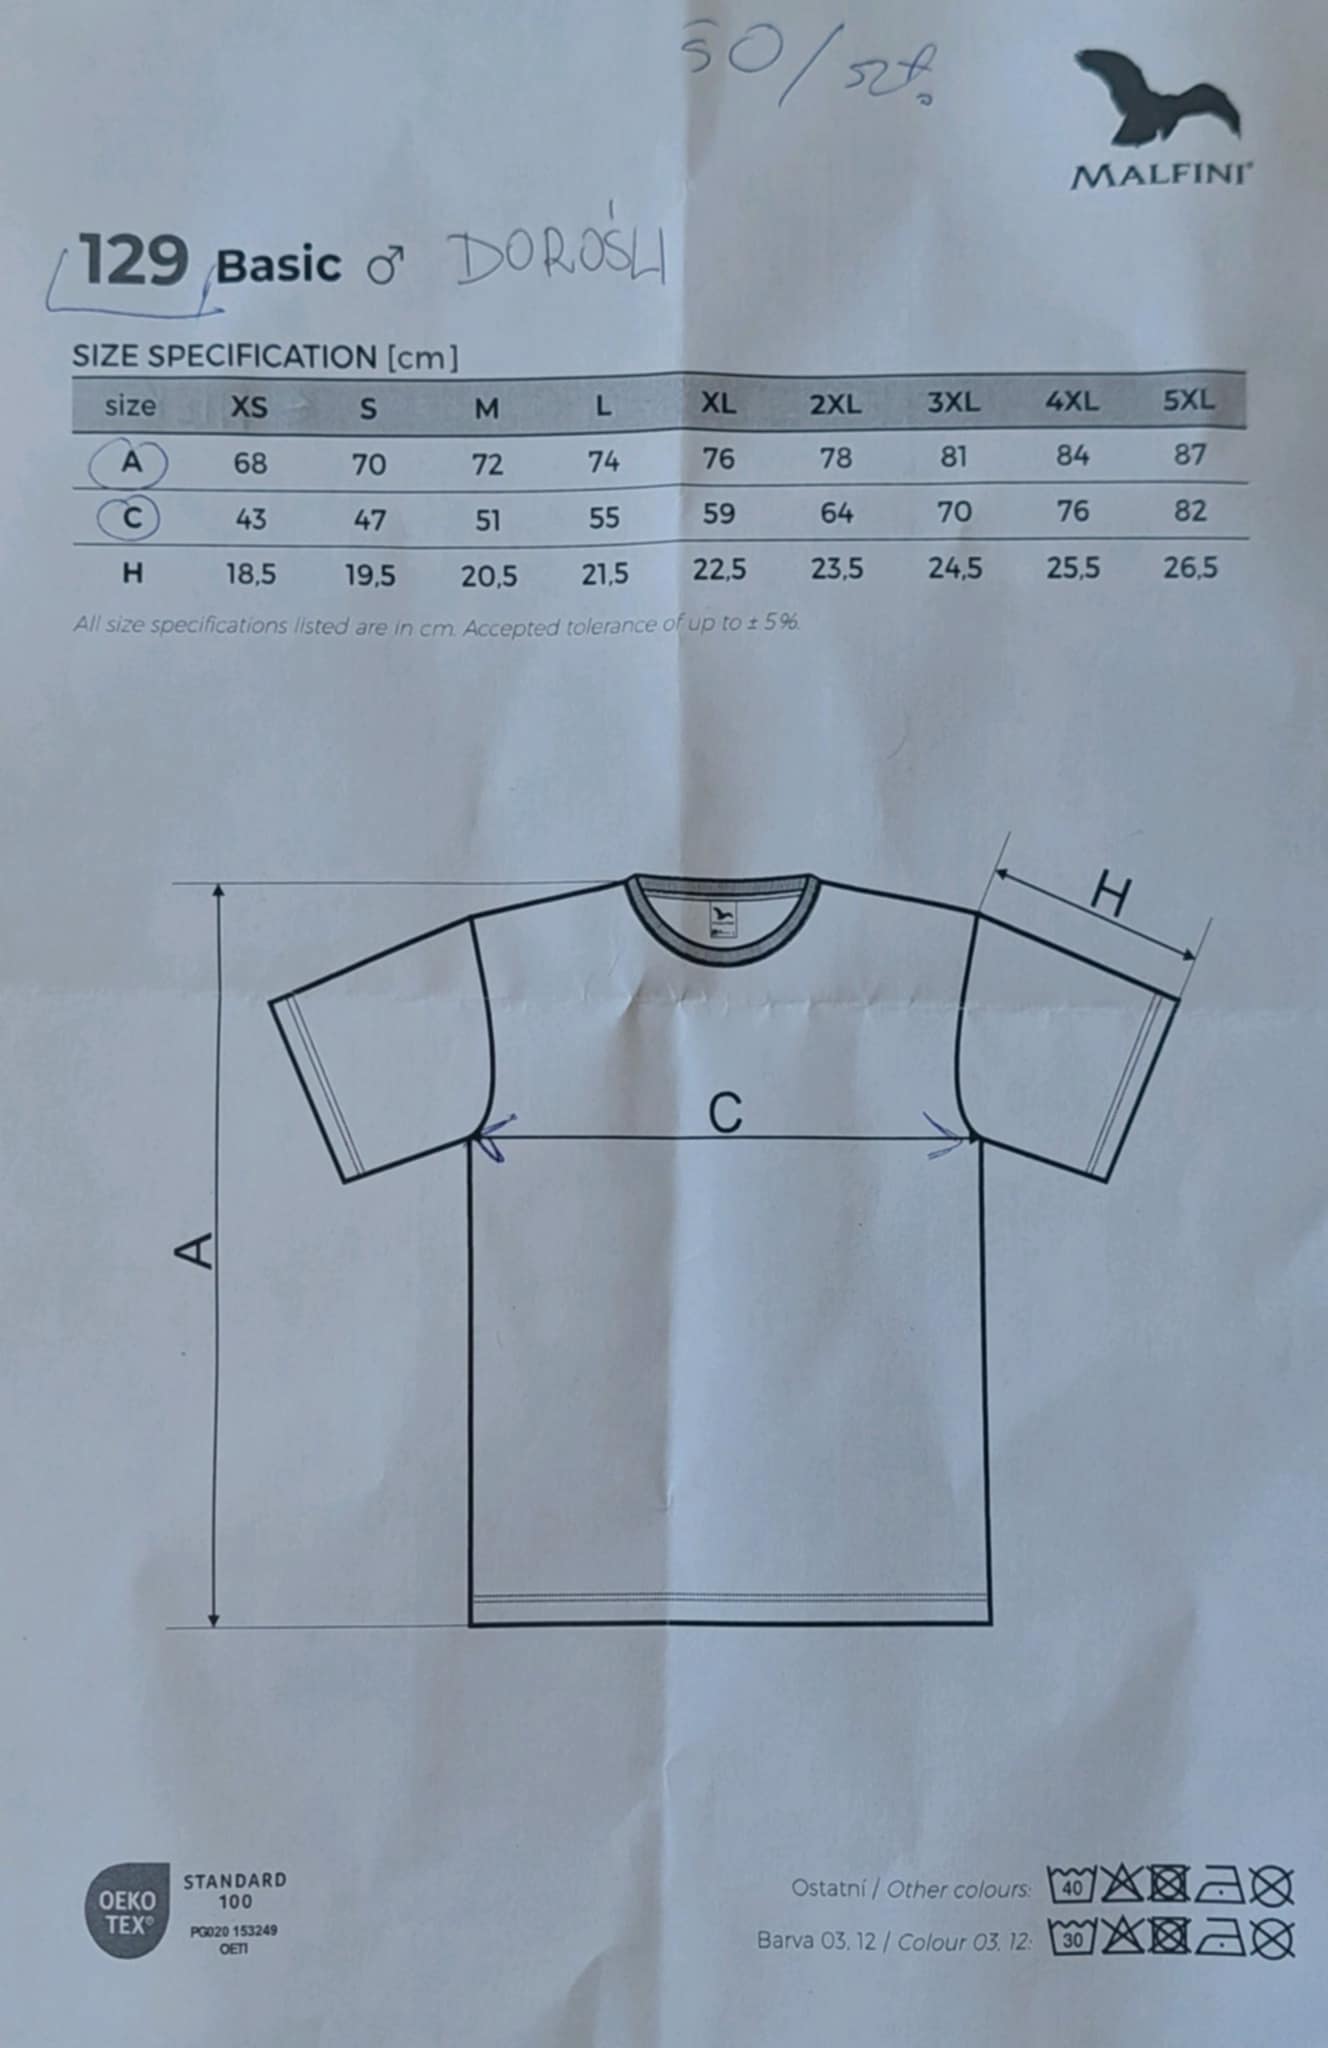 50/szt.
MALFINI®
129 Basic ♂ DOROŚLI
SIZE SPECIFICATION [cm]
size XS S M L XL 2XL 3XL 4XL 5XL
A 68 70 72 74 76 78 81 84 87
C 43 47 51 55 59 64 70 76 82
H 18,5 19,5 20,5 21,5 22,5 23,5 24,5 25,5 26,5
All size specifications listed are in cm. Accepted tolerance of up to ± 5%.
H
C
A
OEKO
TEX®
STANDARD
100
PG020 153249
OETI
Ostatní / Other colours: 40
Barva 03, 12 / Colour 03, 12: 30